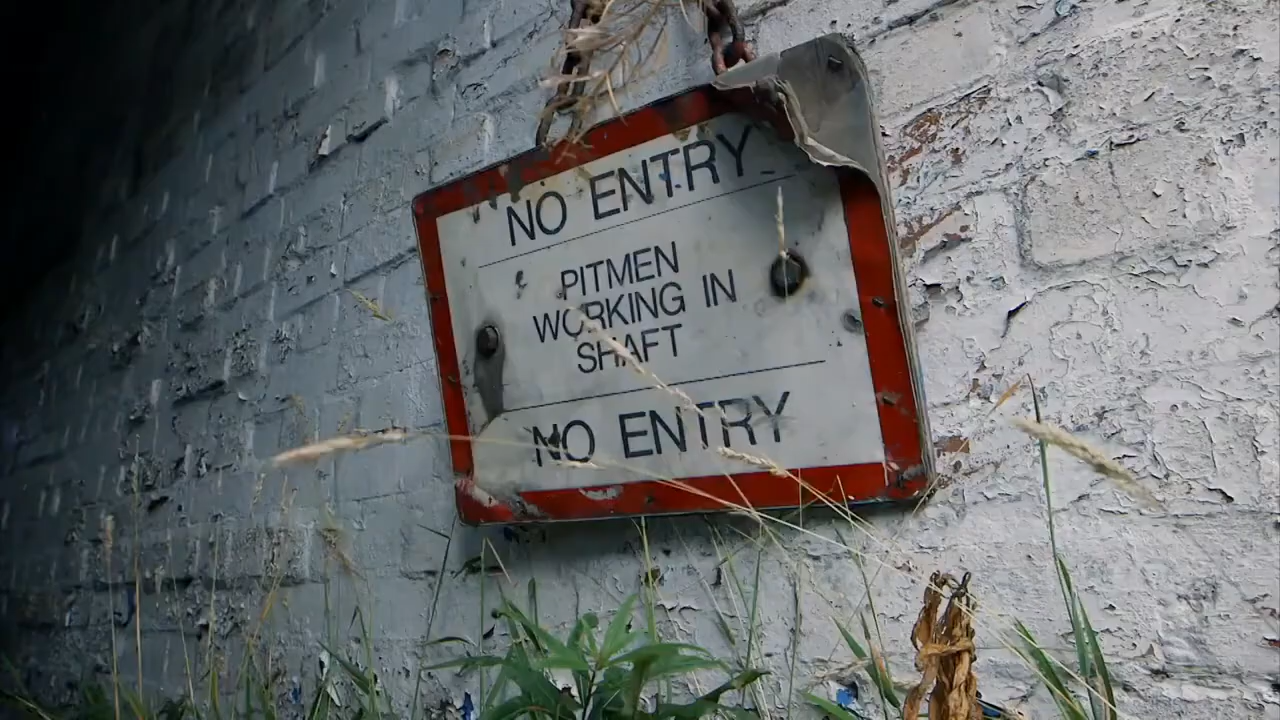 NO ENTRY
PITMEN
WORKING IN
SHAFT
NO ENTRY